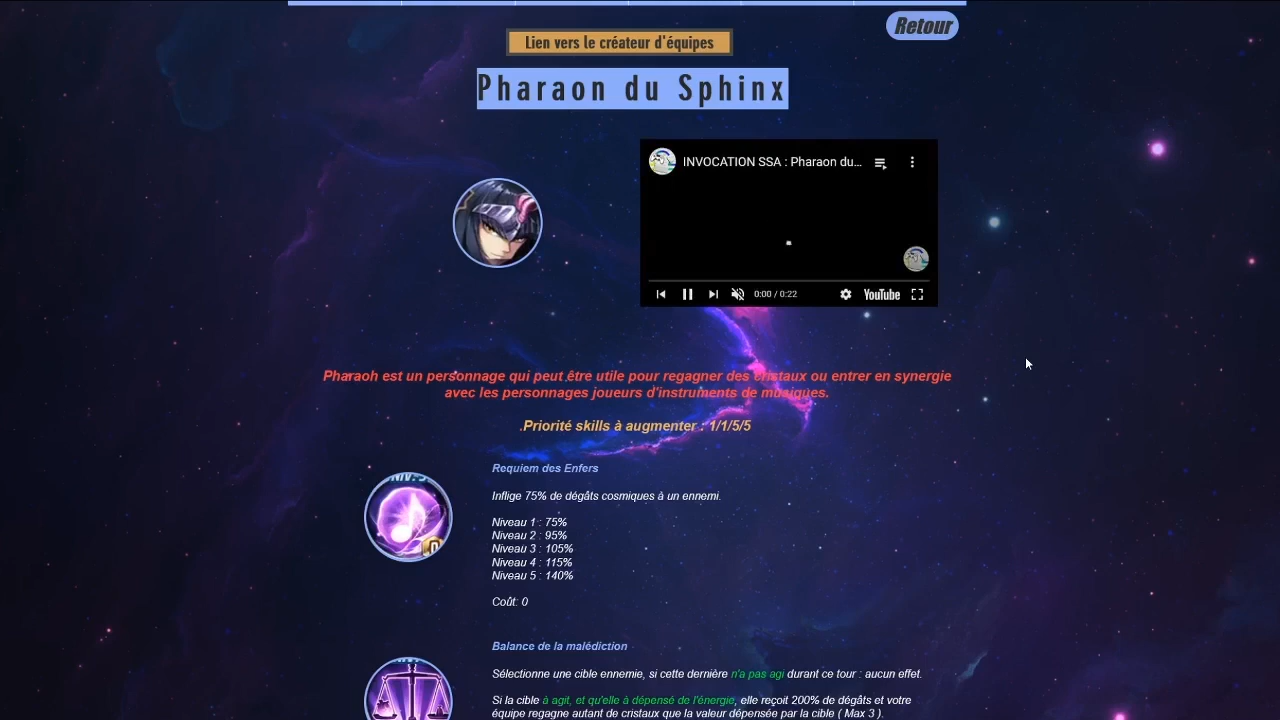 Retour
Lien vers le créateur d'équipes
Pharaon du Sphinx
INVOCATION SSA : Pharaon du...
0:00 / 0:22
YouTube
Pharaoh est un personnage qui peut être utile pour regagner des cristaux ou entrer en synergie
avec les personnages joueurs d'instruments de musiques.
.Priorité skills à augmenter : 1/1/5/5
Requiem des Enfers
Inflige 75% de dégâts cosmiques à un ennemi.
Niveau 1 : 75%
Niveau 2 : 95%
Niveau 3 : 105%
Niveau 4 : 115%
Niveau 5 : 140%
Coût: 0
Balance de la malédiction
Sélectionne une cible ennemie, si cette dernière n'a pas agi durant ce tour : aucun effet.
Si la cible à agit, et qu'elle à dépensé de l'énergie, elle reçoit 200% de dégâts et votre
équipe regagne autant de cristaux que la valeur dépensée par la cible ( Max 3 ).